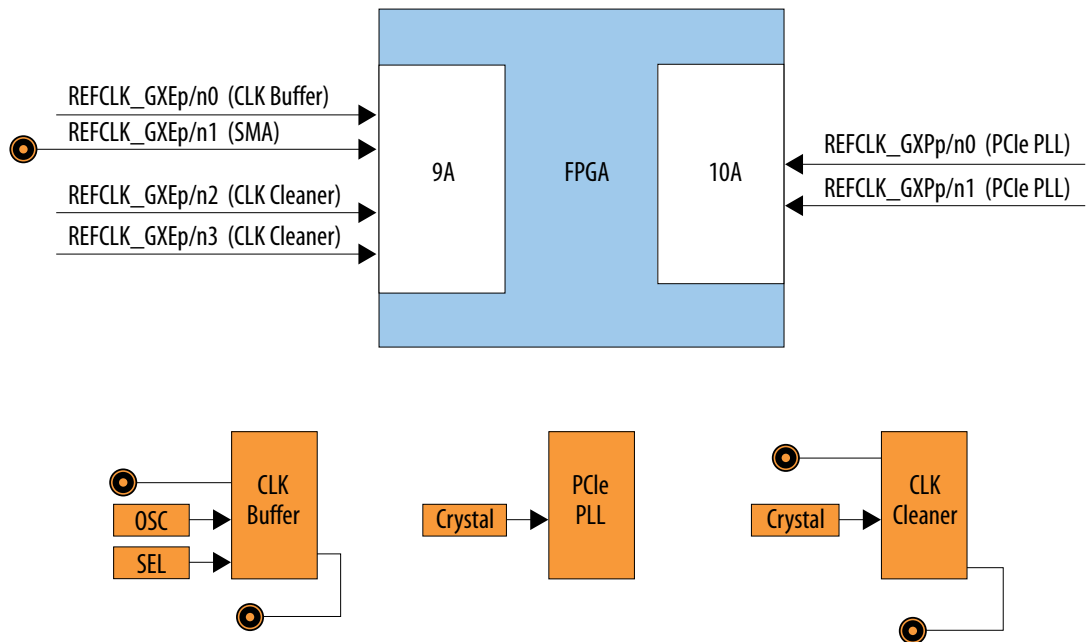 REFCLK_GXEp/n0 (CLK Buffer)
REFCLK_GXEp/n1 (SMA)
REFCLK_GXEp/n2 (CLK Cleaner)
REFCLK_GXEp/n3 (CLK Cleaner)
9A
FPGA
10A
REFCLK_GXPp/n0 (PCIe PLL)
REFCLK_GXPp/n1 (PCIe PLL)
CLK
Buffer
OSC
SEL
Crystal
PCIe
PLL
Crystal
CLK
Cleaner